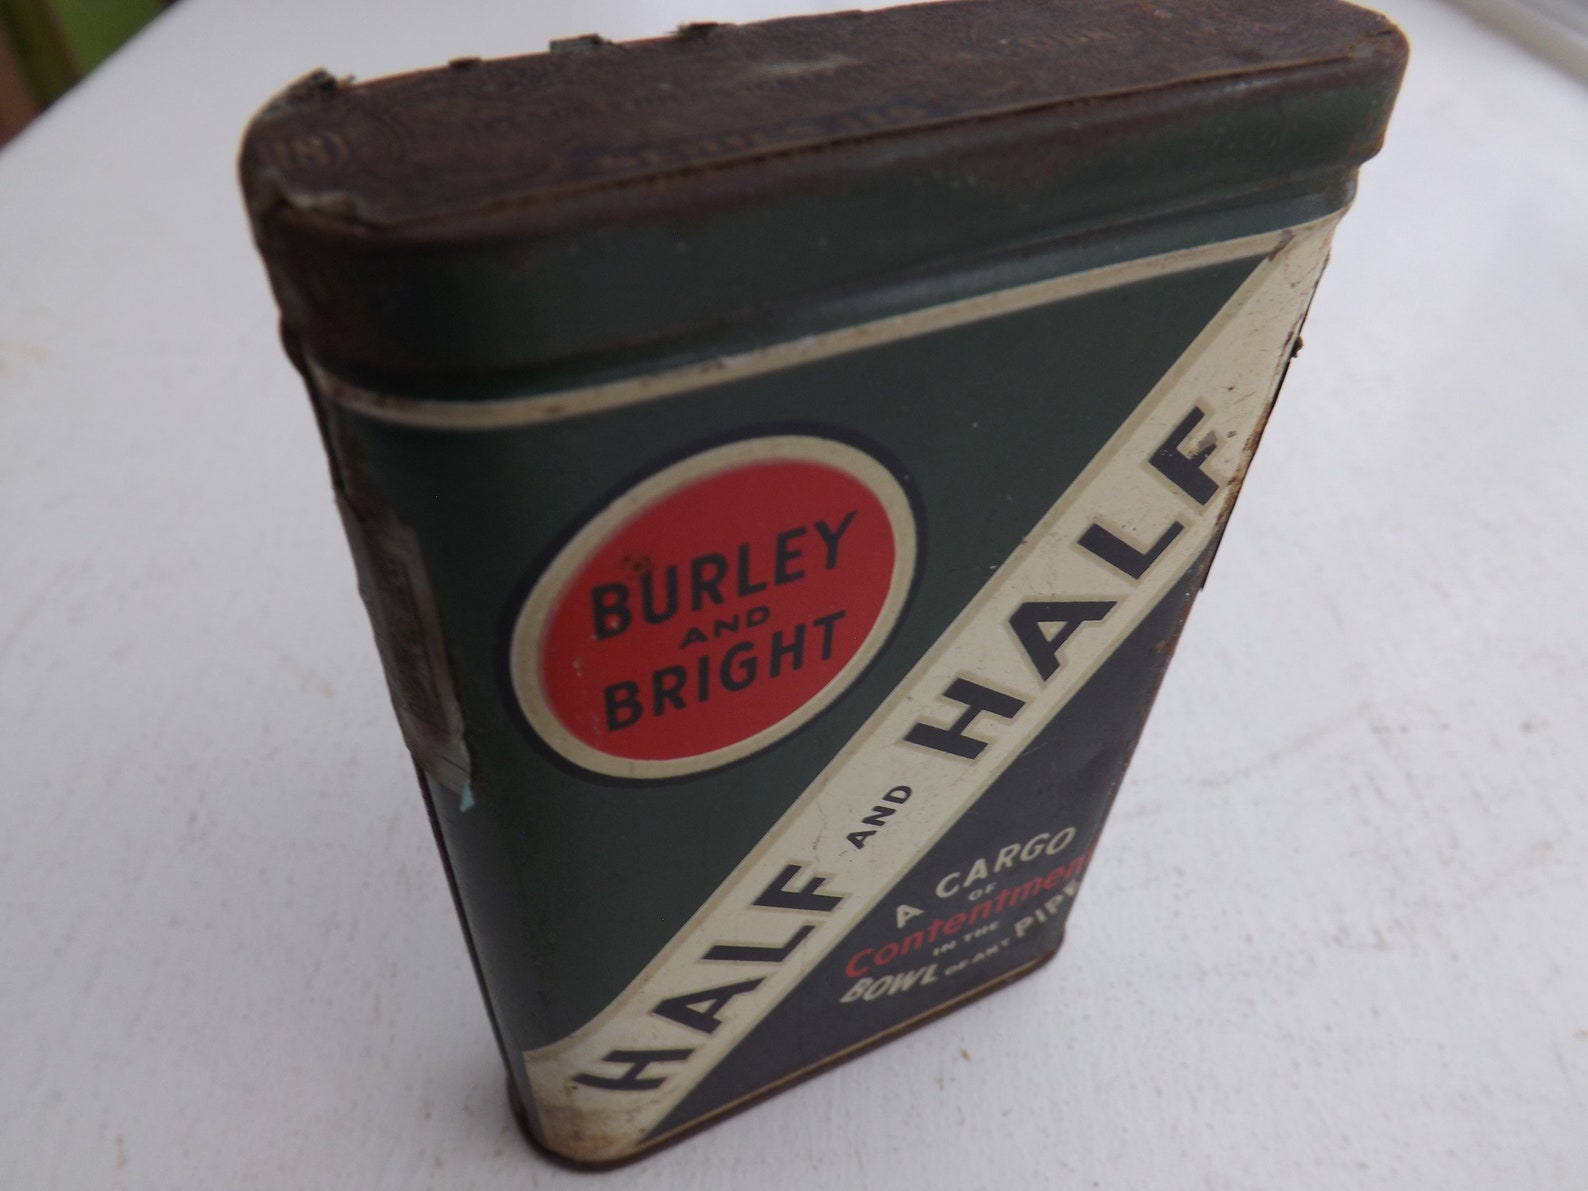 BURLEY
AND
BRIGHT
HALF AND HALF
A CARGO
OF
Contentment
IN THE
BOWL OF ANY PIPE